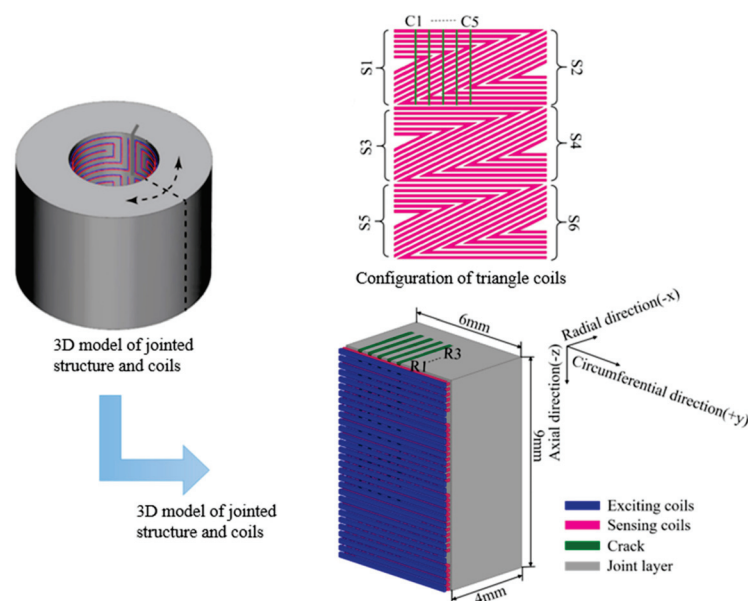 C1 ...... C5
S1
S2
S3
S4
S5
S6
Configuration of triangle coils
3D model of jointed
structure and coils
3D model of jointed
structure and coils
6mm
R3
R1
Radial direction(-x)
Circumferential direction(+y)
Axial direction(-z)
9mm
4mm
Exciting coils
Sensing coils
Crack
Joint layer